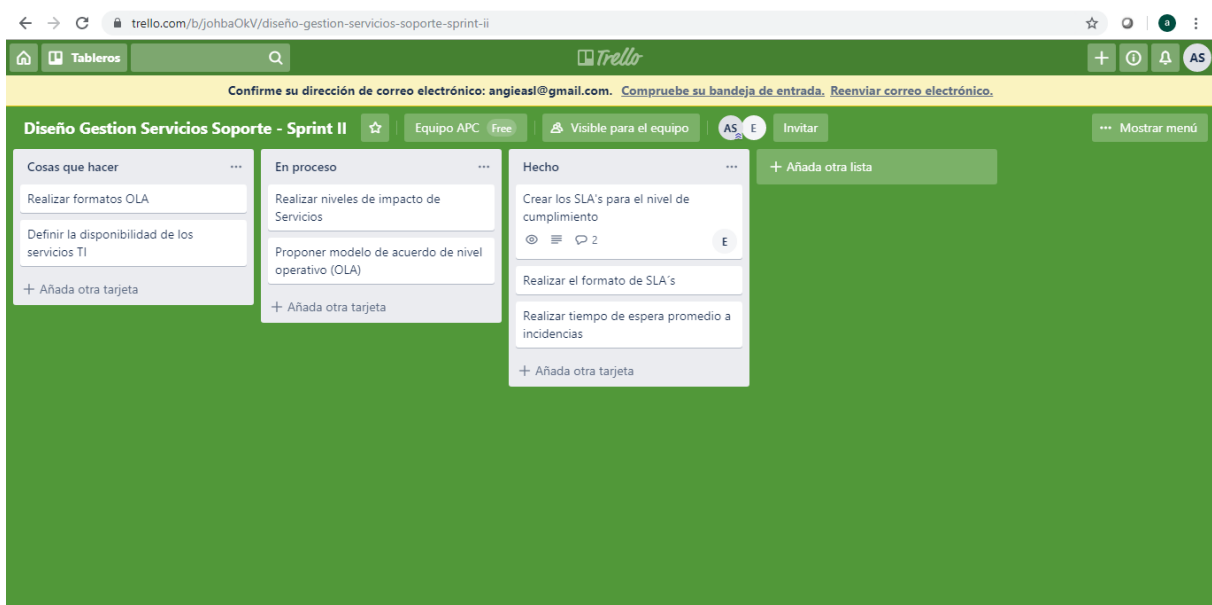 trello.com/b/johbaOkV/diseño-gestion-servicios-soporte-sprint-ii
a
Tableros
Trello
AS
Confirme su dirección de correo electrónico: angieasl@gmail.com. Compruebe su bandeja de entrada. Reenviar correo electrónico.
Diseño Gestion Servicios Soporte - Sprint II
Equipo APC Free
Visible para el equipo
AS
E
Invitar
··· Mostrar menú
Cosas que hacer ···
Realizar formatos OLA
Definir la disponibilidad de los
servicios TI
+ Añada otra tarjeta
En proceso ···
Realizar niveles de impacto de
Servicios
Proponer modelo de acuerdo de nivel
operativo (OLA)
+ Añada otra tarjeta
Hecho ···
Crear los SLA's para el nivel de
cumplimiento
2
E
Realizar el formato de SLA´s
Realizar tiempo de espera promedio a
incidencias
+ Añada otra tarjeta
+ Añada otra lista